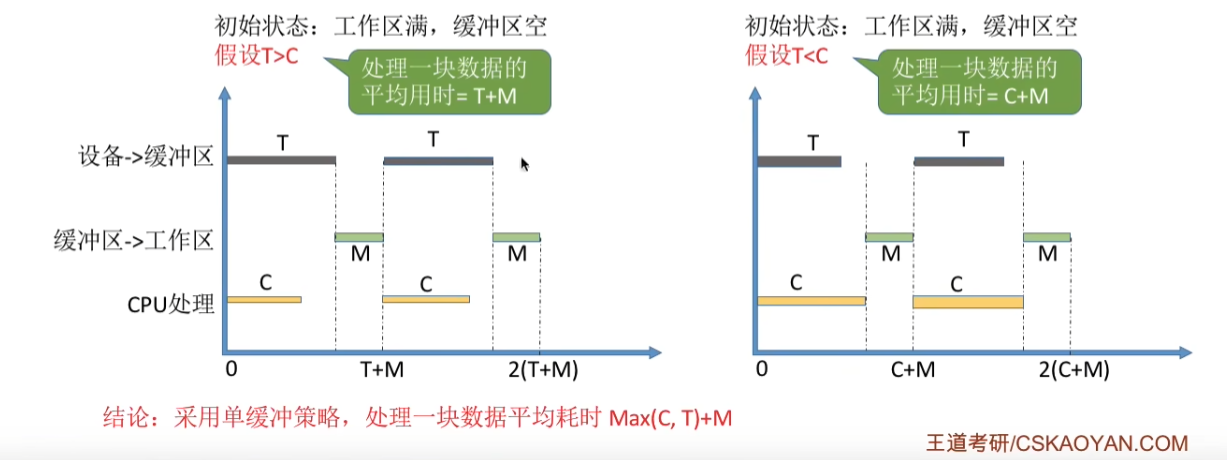 初始状态：工作区满，缓冲区空
假设T>C
处理一块数据的
平均用时= T+M
设备->缓冲区
T
T
缓冲区->工作区
M
M
CPU处理
C
C
0
T+M
2(T+M)
初始状态：工作区满，缓冲区空
假设T<C
处理一块数据的
平均用时= C+M
T
T
M
M
C
C
0
C+M
2(C+M)
结论：采用单缓冲策略，处理一块数据平均耗时 Max(C, T)+M
王道考研/CSKAOYAN.COM